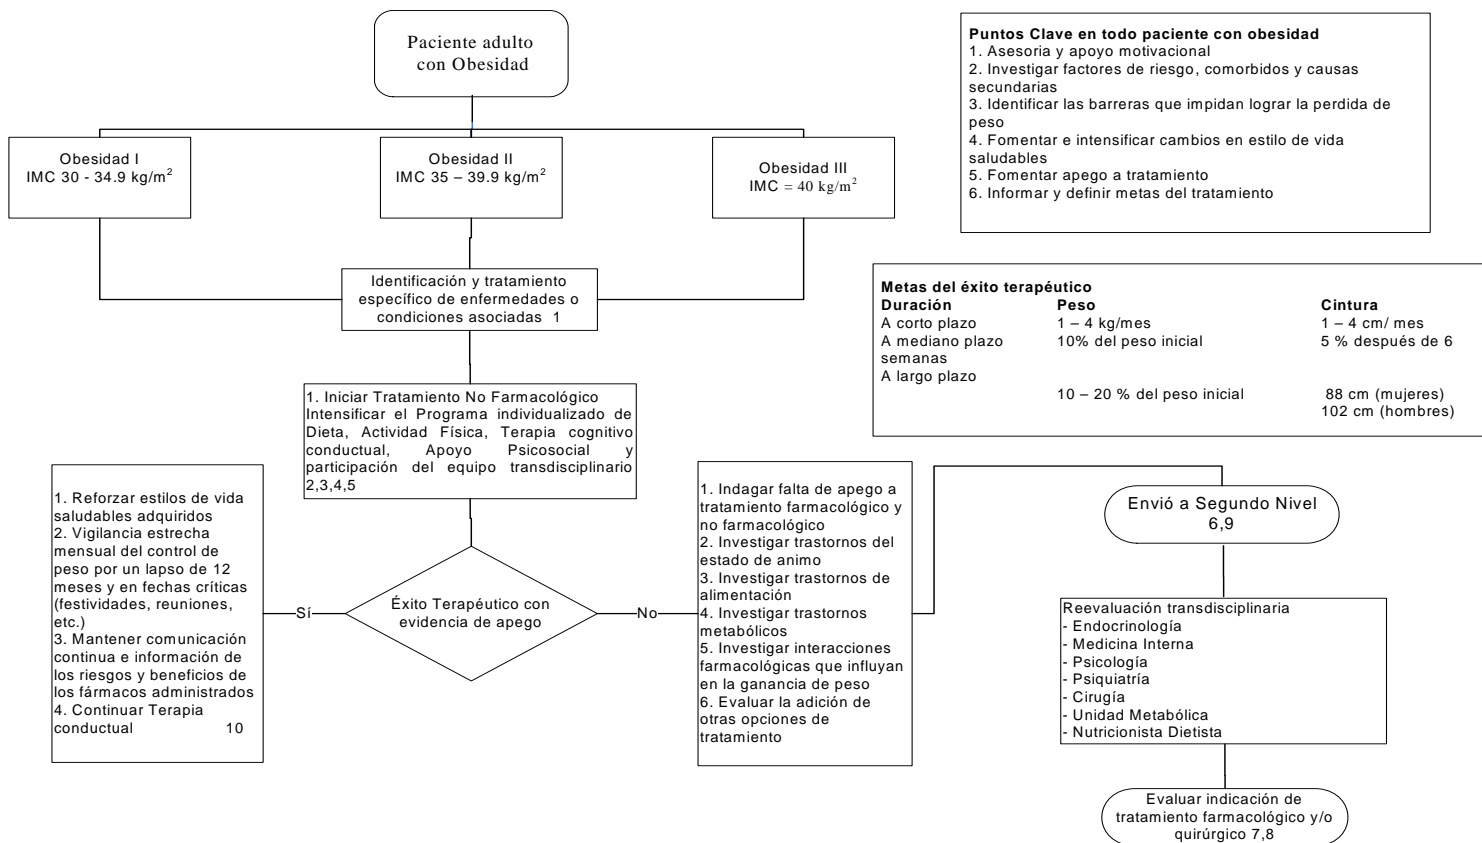 Paciente adulto
con Obesidad
Puntos Clave en todo paciente con obesidad
1. Asesoria y apoyo motivacional
2. Investigar factores de riesgo, comorbidos y causas
secundarias
3. Identificar las barreras que impidan lograr la perdida de
peso
4. Fomentar e intensificar cambios en estilo de vida
saludables
5. Fomentar apego a tratamiento
6. Informar y definir metas del tratamiento
Obesidad I
IMC 30 - 34.9 kg/m²
Obesidad II
IMC 35 – 39.9 kg/m²
Obesidad III
IMC = 40 kg/m²
Identificación y tratamiento
específico de enfermedades o
condiciones asociadas 1
Metas del éxito terapéutico
Duración Peso Cintura
A corto plazo 1 – 4 kg/mes 1 – 4 cm/ mes
A mediano plazo 10% del peso inicial 5 % después de 6
semanas
A largo plazo
10 – 20 % del peso inicial 88 cm (mujeres)
102 cm (hombres)
1. Iniciar Tratamiento No Farmacológico
Intensificar el Programa individualizado de
Dieta, Actividad Física, Terapia cognitivo
conductual, Apoyo Psicosocial y
participación del equipo transdisciplinario
2,3,4,5
1. Reforzar estilos de vida
saludables adquiridos
2. Vigilancia estrecha
mensual del control de
peso por un lapso de 12
meses y en fechas críticas
(festividades, reuniones,
etc.)
3. Mantener comunicación
continua e información de
los riesgos y beneficios de
los fármacos administrados
4. Continuar Terapia
conductual 10
Sí
Éxito Terapéutico con
evidencia de apego
No
1. Indagar falta de apego a
tratamiento farmacológico y
no farmacológico
2. Investigar trastornos del
estado de animo
3. Investigar trastornos de
alimentación
4. Investigar trastornos
metabólicos
5. Investigar interacciones
farmacológicas que influyan
en la ganancia de peso
6. Evaluar la adición de
otras opciones de
tratamiento
Envió a Segundo Nivel
6,9
Reevaluación transdisciplinaria
- Endocrinología
- Medicina Interna
- Psicología
- Psiquiatría
- Cirugía
- Unidad Metabólica
- Nutricionista Dietista
Evaluar indicación de
tratamiento farmacológico y/o
quirúrgico 7,8